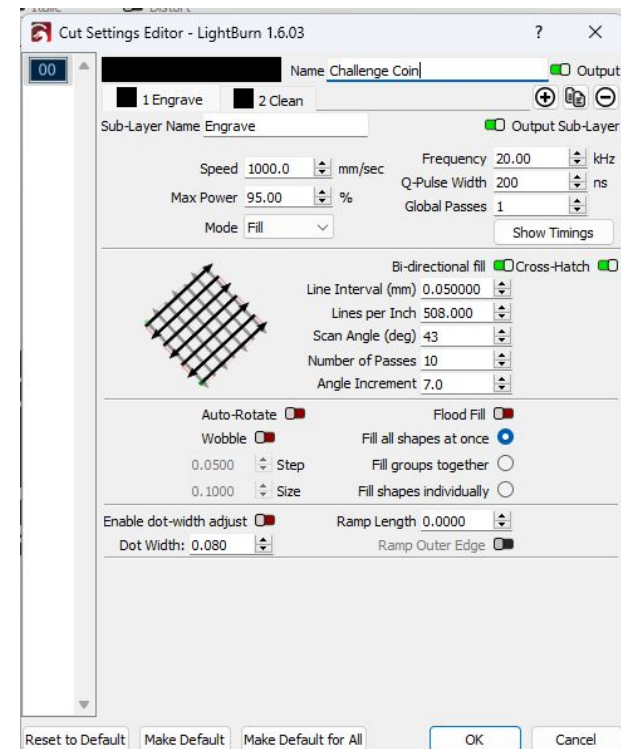 Cut Settings Editor - LightBurn 1.6.03 ?
00
Name Challenge Coin Output
1 Engrave 2 Clean
Sub-Layer Name Engrave Output Sub-Layer
Speed 1000.0 mm/sec Frequency 20.00 kHz
Q-Pulse Width 200 ns
Max Power 95.00 % Global Passes 1
Mode Fill Show Timings
Bi-directional fill Cross-Hatch
Line Interval (mm) 0.050000
Lines per Inch 508.000
Scan Angle (deg) 43
Number of Passes 10
Angle Increment 7.0
Auto-Rotate Flood Fill
Wobble Fill all shapes at once
0.0500 Step Fill groups together
0.1000 Size Fill shapes individually
Enable dot-width adjust Ramp Length 0.0000
Dot Width: 0.080 Ramp Outer Edge
Reset to Default Make Default Make Default for All OK Cancel